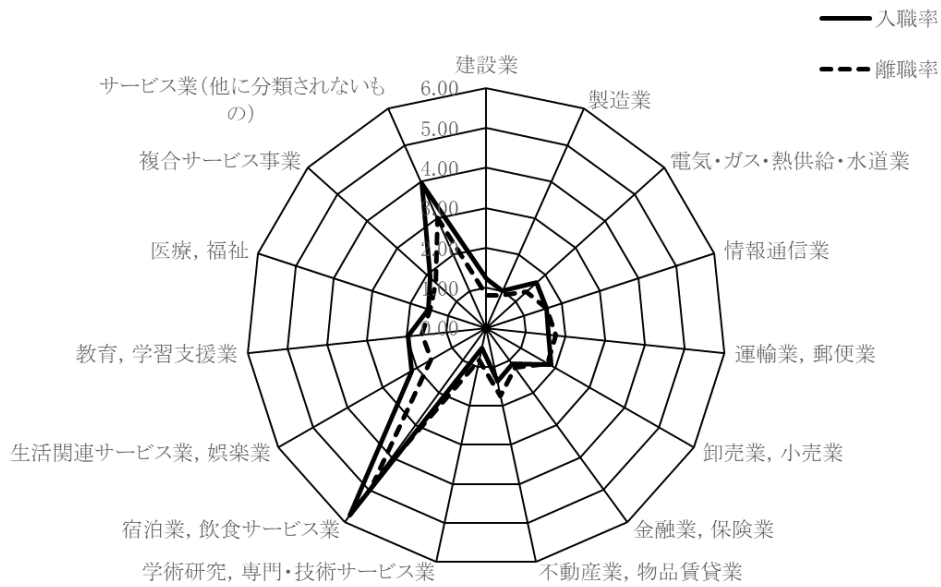 入職率
離職率
建設業
製造業
電気・ガス・熱供給・水道業
情報通信業
運輸業, 郵便業
卸売業, 小売業
金融業, 保険業
不動産業, 物品賃貸業
学術研究, 専門・技術サービス業
宿泊業, 飲食サービス業
生活関連サービス業, 娯楽業
教育, 学習支援業
医療, 福祉
複合サービス事業
サービス業(他に分類されないも
の)
6.00
5.00
4.00
3.00
2.00
1.00
0.00